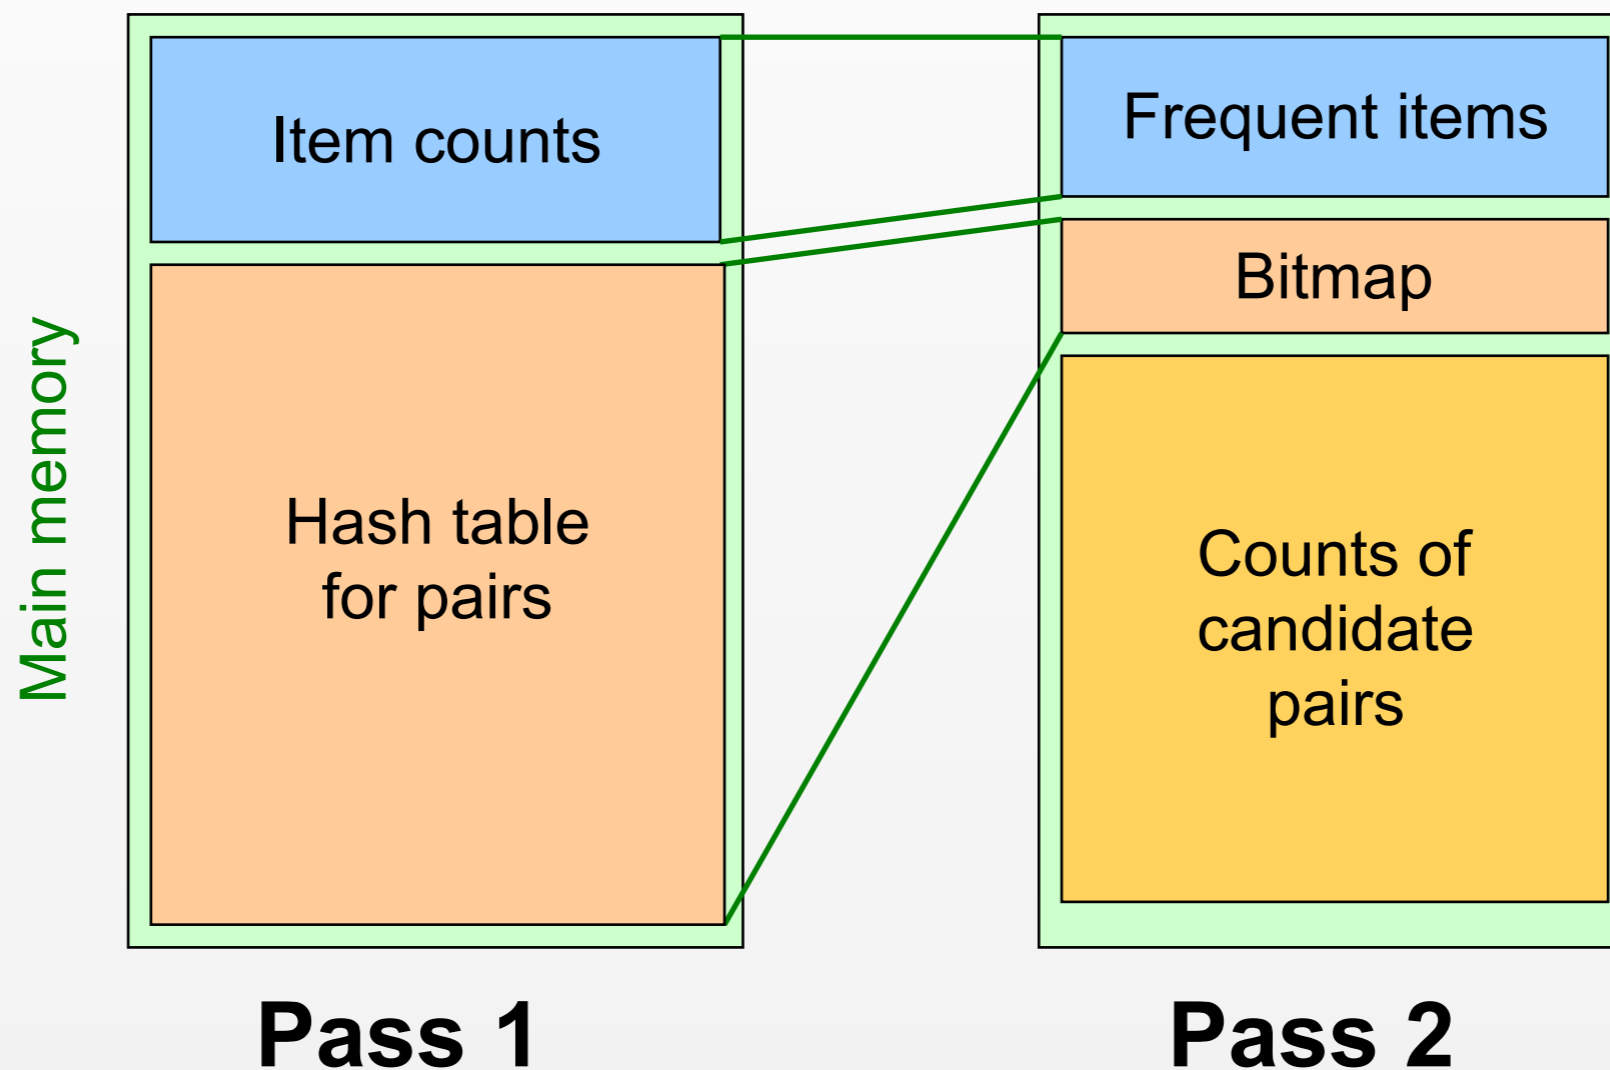 Main memory
Item counts
Hash table
for pairs
Pass 1
Frequent items
Bitmap
Counts of
candidate
pairs
Pass 2